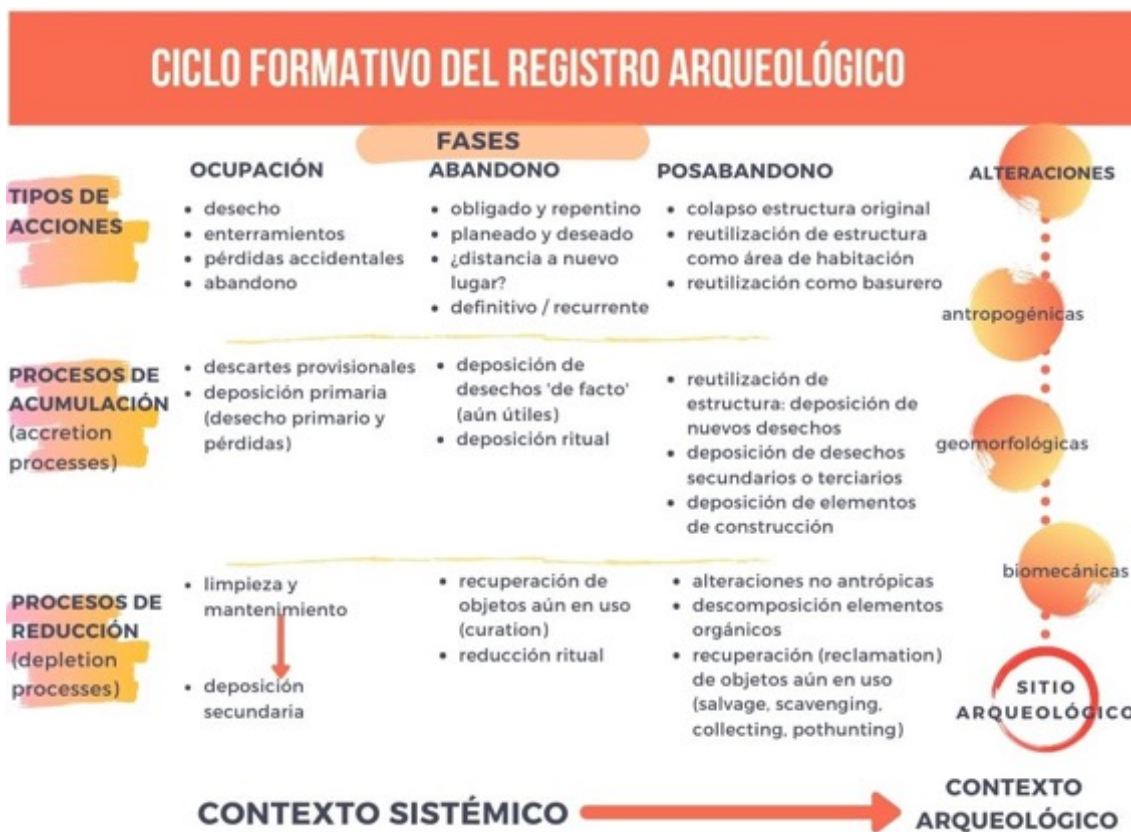 CICLO FORMATIVO DEL REGISTRO ARQUEOLÓGICO
FASES
OCUPACIÓN
ABANDONO
POSABANDONO
ALTERACIONES
TIPOS DE
ACCIONES
• desecho
• enterramientos
• pérdidas accidentales
• abandono
• obligado y repentino
• planeado y deseado
• ¿distancia a nuevo
lugar?
• definitivo / recurrente
• colapso estructura original
• reutilización de estructura
como área de habitación
• reutilización como basurero
antropogénicas
PROCESOS DE
ACUMULACIÓN
(accretion
processes)
• descartes provisionales
• deposición primaria
(desecho primario y
pérdidas)
• deposición de
desechos 'de facto'
(aún útiles)
• deposición ritual
• reutilización de
estructura: deposición de
nuevos desechos
• deposición de desechos
secundarios o terciarios
• deposición de elementos
de construcción
geomorfológicas
PROCESOS DE
REDUCCIÓN
(depletion
processes)
• limpieza y
mantenimiento
• deposición
secundaria
• recuperación de
objetos aún en uso
(curation)
• reducción ritual
• alteraciones no antrópicas
• descomposición elementos
orgánicos
• recuperación (reclamation)
de objetos aún en uso
(salvage, scavenging,
collecting, pothunting)
biomecánicas
SITIO
ARQUEOLÓGICO
CONTEXTO SISTÉMICO
CONTEXTO
ARQUEOLÓGICO